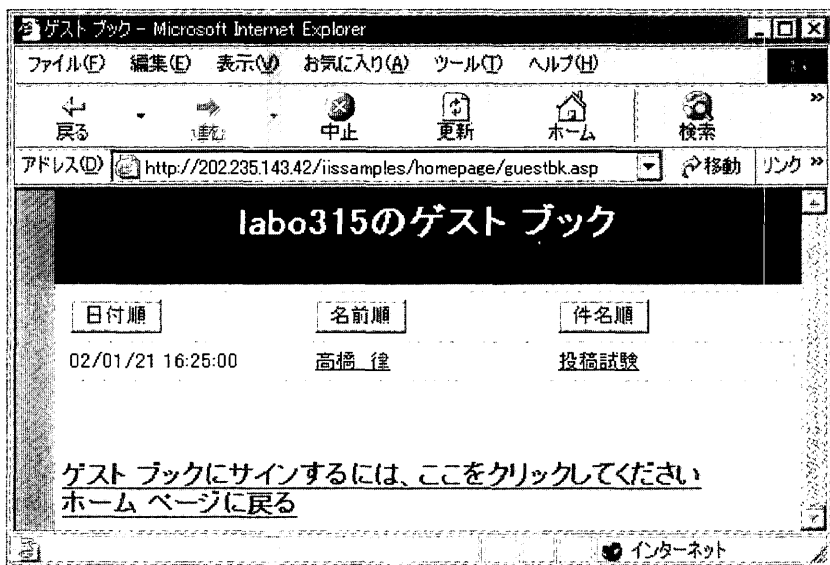 ゲスト ブック - Microsoft Internet Explorer
ファイル(F) 編集(E) 表示(V) お気に入り(A) ツール(T) ヘルプ(H)
戻る 進む 中止 更新 ホーム 検索 »
アドレス(D) http://202.235.143.42/iissamples/homepage/guestbk.asp 移動 リンク »
labo315のゲスト ブック
日付順 名前順 件名順
02/01/21 16:25:00 高橋 律 投稿試験
ゲスト ブックにサインするには、ここをクリックしてください
ホーム ページに戻る
インターネット